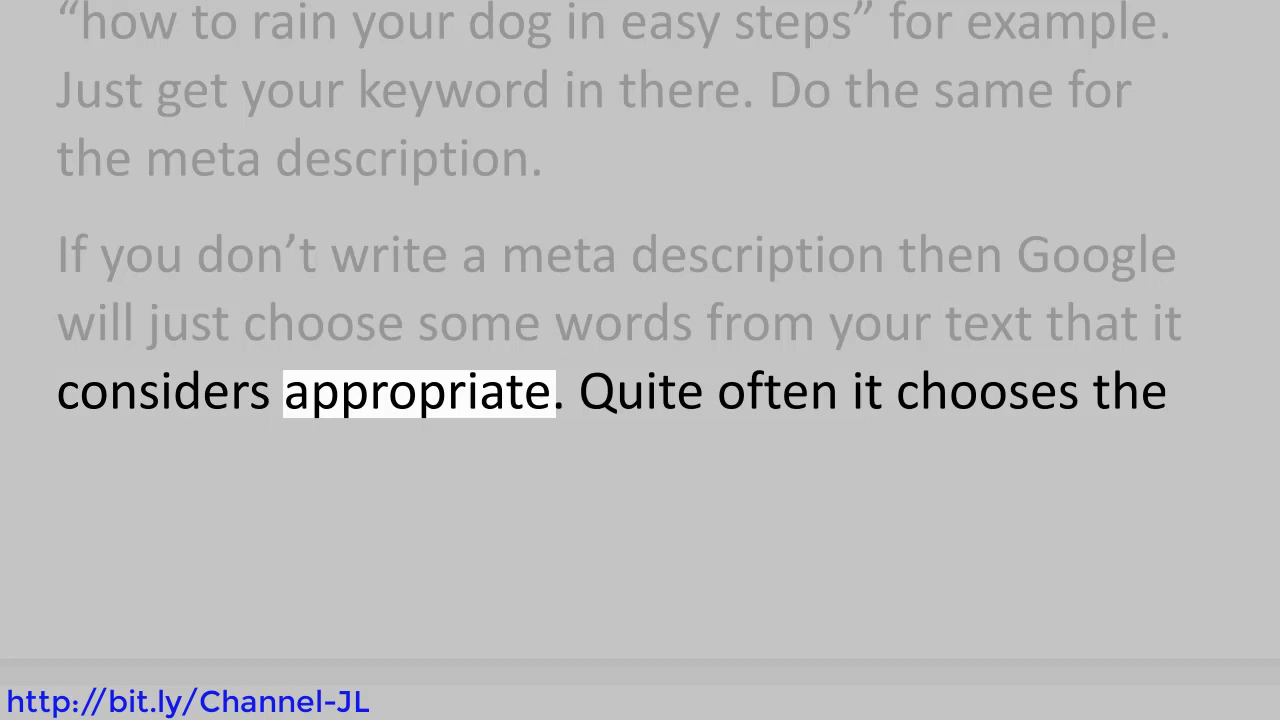 “how to rain your dog in easy steps” for example.
Just get your keyword in there. Do the same for
the meta description.
If you don’t write a meta description then Google
will just choose some words from your text that it
considers appropriate. Quite often it chooses the
http://bit.ly/Channel-JL